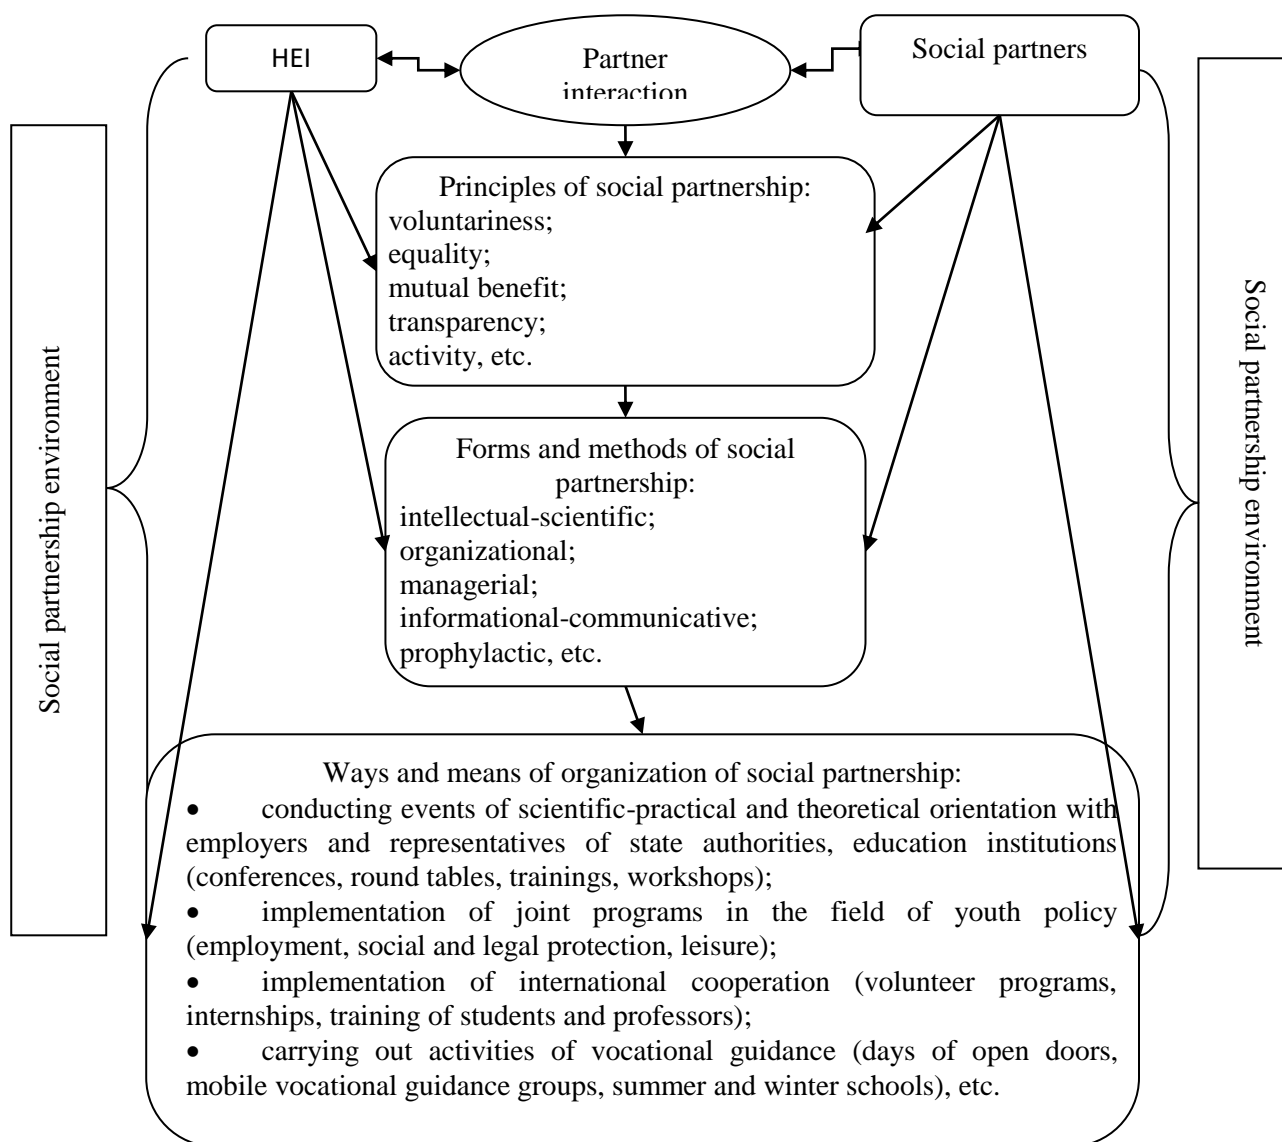 HEI
Partner
interaction
Social partners
Social partnership environment
Principles of social partnership:
voluntariness;
equality;
mutual benefit;
transparency;
activity, etc.
Forms and methods of social
partnership:
intellectual-scientific;
organizational;
managerial;
informational-communicative;
prophylactic, etc.
Social partnership environment
Ways and means of organization of social partnership:
• conducting events of scientific-practical and theoretical orientation with
employers and representatives of state authorities, education institutions
(conferences, round tables, trainings, workshops);
• implementation of joint programs in the field of youth policy
(employment, social and legal protection, leisure);
• implementation of international cooperation (volunteer programs,
internships, training of students and professors);
• carrying out activities of vocational guidance (days of open doors,
mobile vocational guidance groups, summer and winter schools), etc.